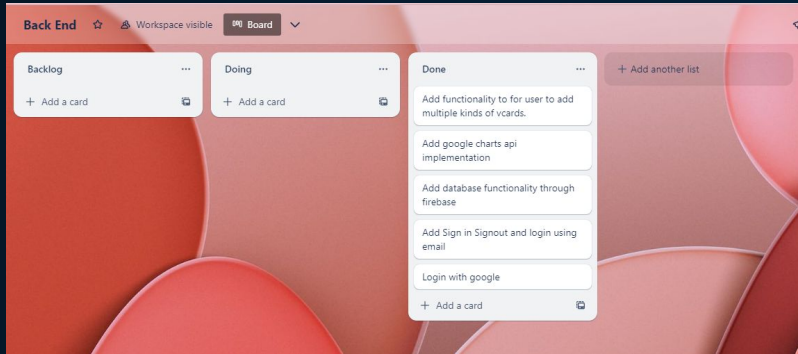 Back End Workspace visible Board
Backlog
Add a card
Doing
Add a card
Done
Add functionality to for user to add
multiple kinds of vcards.
Add google charts api
implementation
Add database functionality through
firebase
Add Sign in Signout and login using
email
Login with google
Add a card
+ Add another list